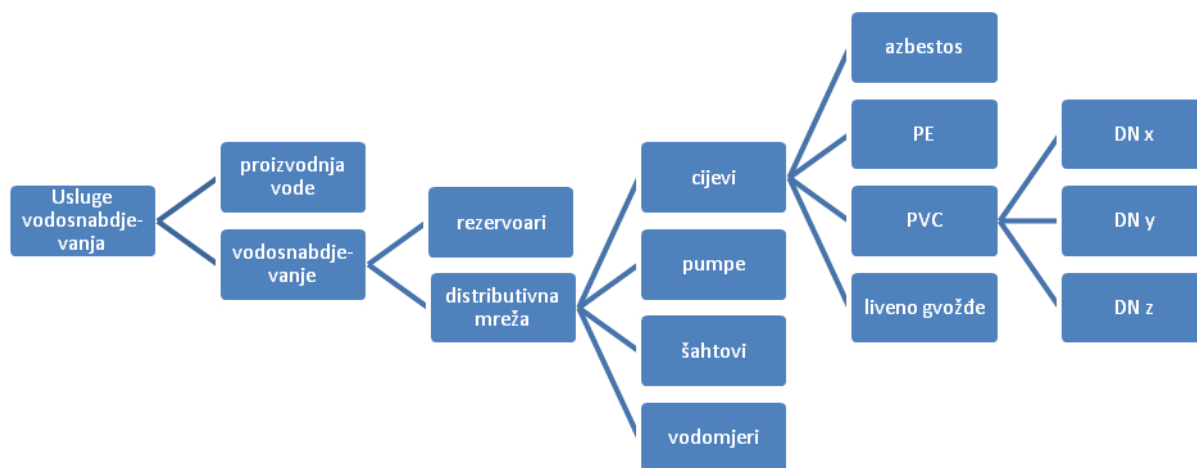 Usluge
vodosnabdje-
vanja
proizvodnja
vode
vodosnabdje-
vanje
rezervoari
distributivna
mreža
cijevi
pumpe
šahtovi
vodomjeri
azbestos
PE
PVC
liveno gvožđe
DN x
DN y
DN z